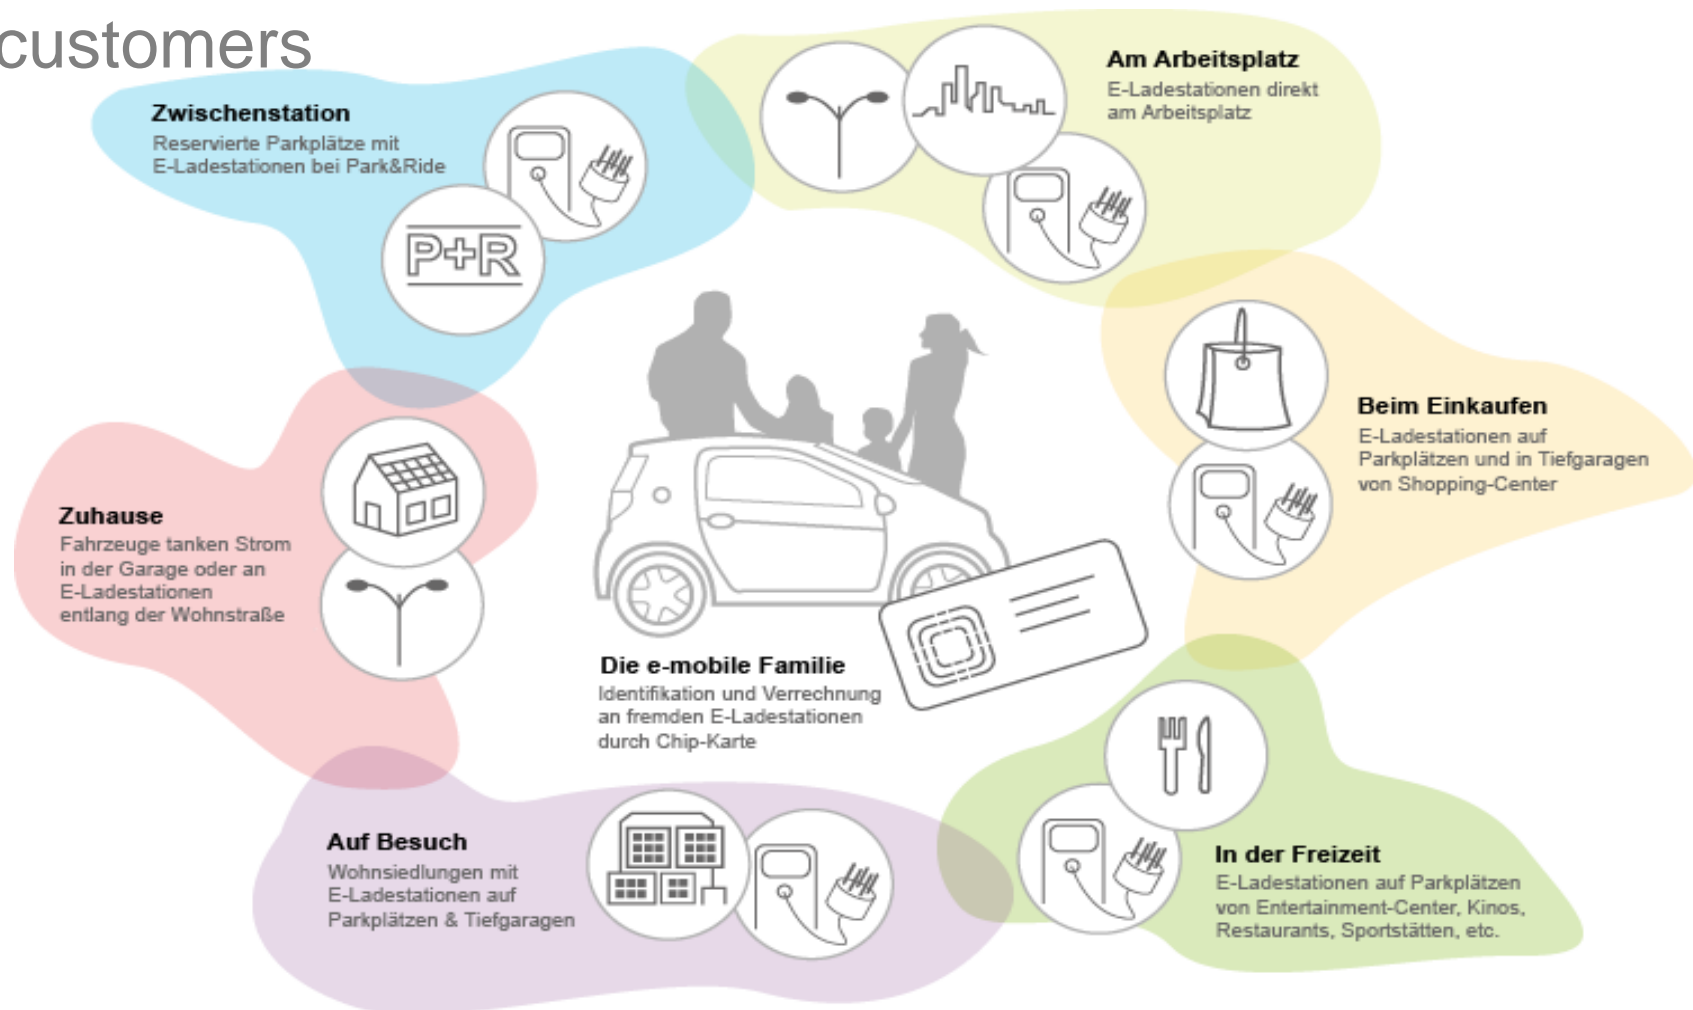 customers
Zwischenstation
Reservierte Parkplätze mit
E-Ladestationen bei Park&Ride
P+R
Am Arbeitsplatz
E-Ladestationen direkt
am Arbeitsplatz
Beim Einkaufen
E-Ladestationen auf
Parkplätzen und in Tiefgaragen
von Shopping-Center
Zuhause
Fahrzeuge tanken Strom
in der Garage oder an
E-Ladestationen
entlang der Wohnstraße
Die e-mobile Familie
Identifikation und Verrechnung
an fremden E-Ladestationen
durch Chip-Karte
Auf Besuch
Wohnsiedlungen mit
E-Ladestationen auf
Parkplätzen & Tiefgaragen
In der Freizeit
E-Ladestationen auf Parkplätzen
von Entertainment-Center, Kinos,
Restaurants, Sportstätten, etc.